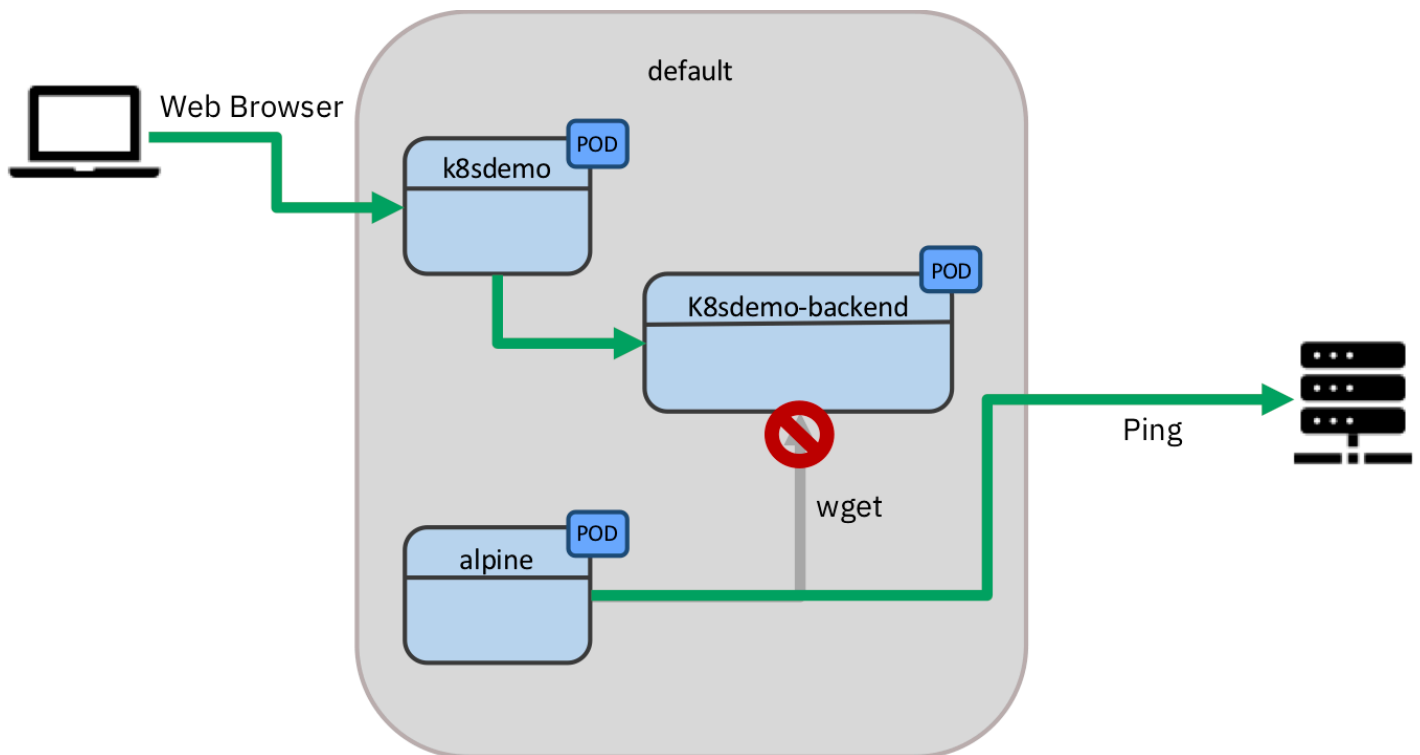 default
Web Browser
POD
k8sdemo
POD
K8sdemo-backend
Ping
wget
POD
alpine